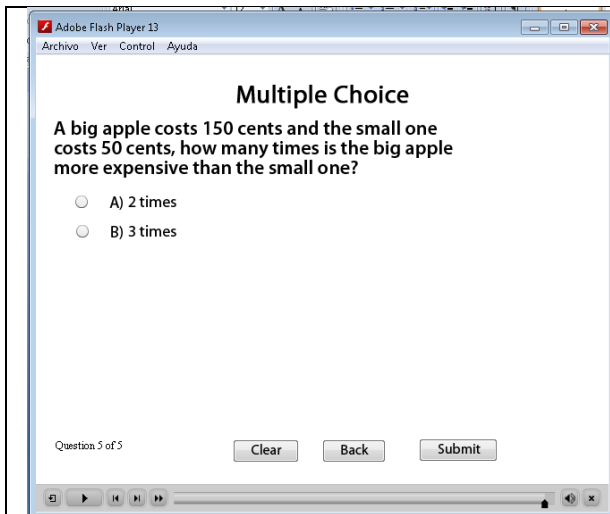 Arial
12
Adobe Flash Player 13
Archivo Ver Control Ayuda
Multiple Choice
A big apple costs 150 cents and the small one
costs 50 cents, how many times is the big apple
more expensive than the small one?
A) 2 times
B) 3 times
Question 5 of 5
Clear Back Submit